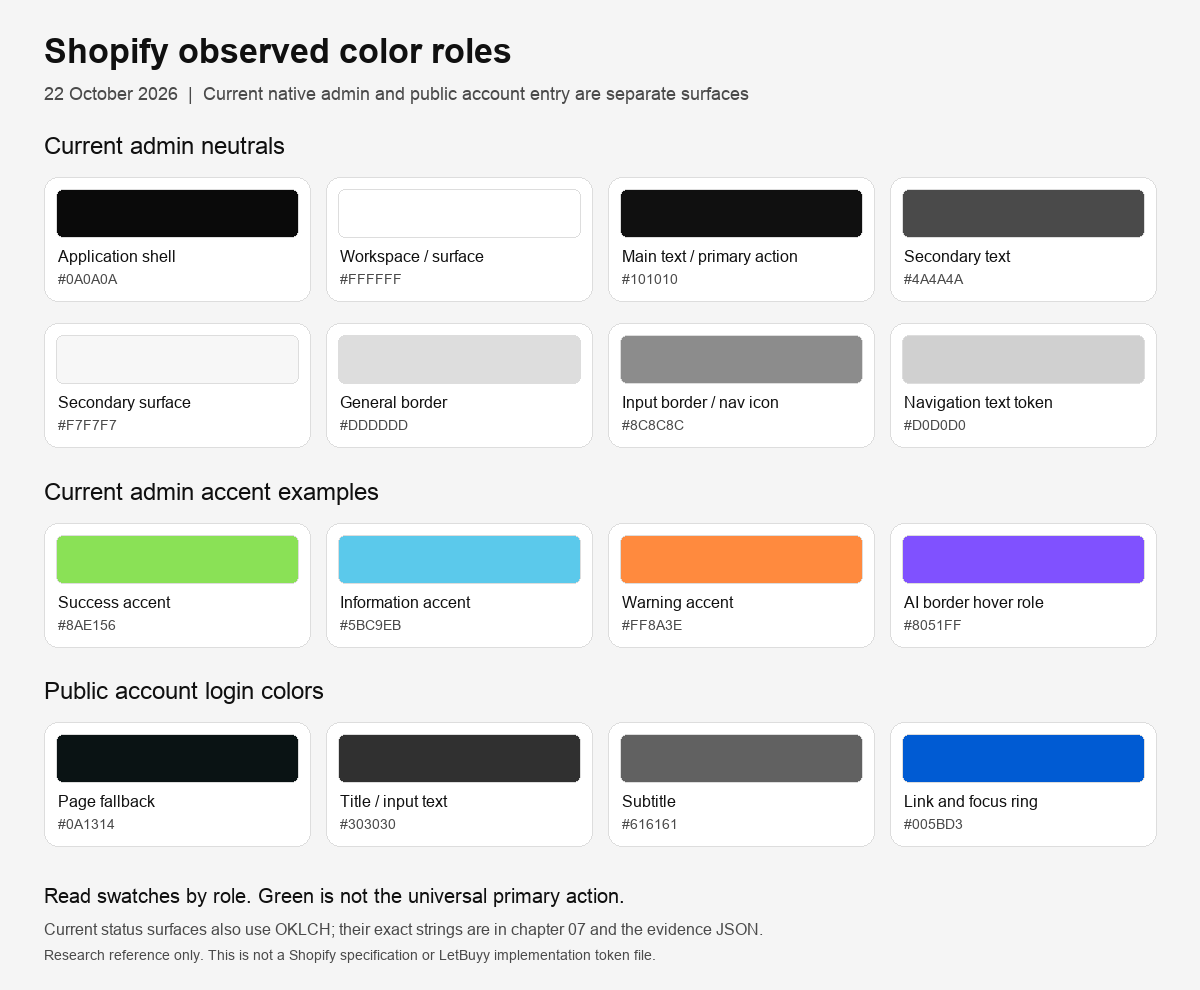 Shopify observed color roles
22 October 2026 | Current native admin and public account entry are separate surfaces
Current admin neutrals
Application shell
#0A0A0A
Workspace / surface
#FFFFFF
Main text / primary action
#101010
Secondary text
#4A4A4A
Secondary surface
#F7F7F7
General border
#DDDDDD
Input border / nav icon
#8C8C8C
Navigation text token
#D0D0D0
Current admin accent examples
Success accent
#8AE156
Information accent
#5BC9EB
Warning accent
#FF8A3E
AI border hover role
#8051FF
Public account login colors
Page fallback
#0A1314
Title / input text
#303030
Subtitle
#616161
Link and focus ring
#005BD3
Read swatches by role. Green is not the universal primary action.
Current status surfaces also use OKLCH; their exact strings are in chapter 07 and the evidence JSON.
Research reference only. This is not a Shopify specification or LetBuyy implementation token file.